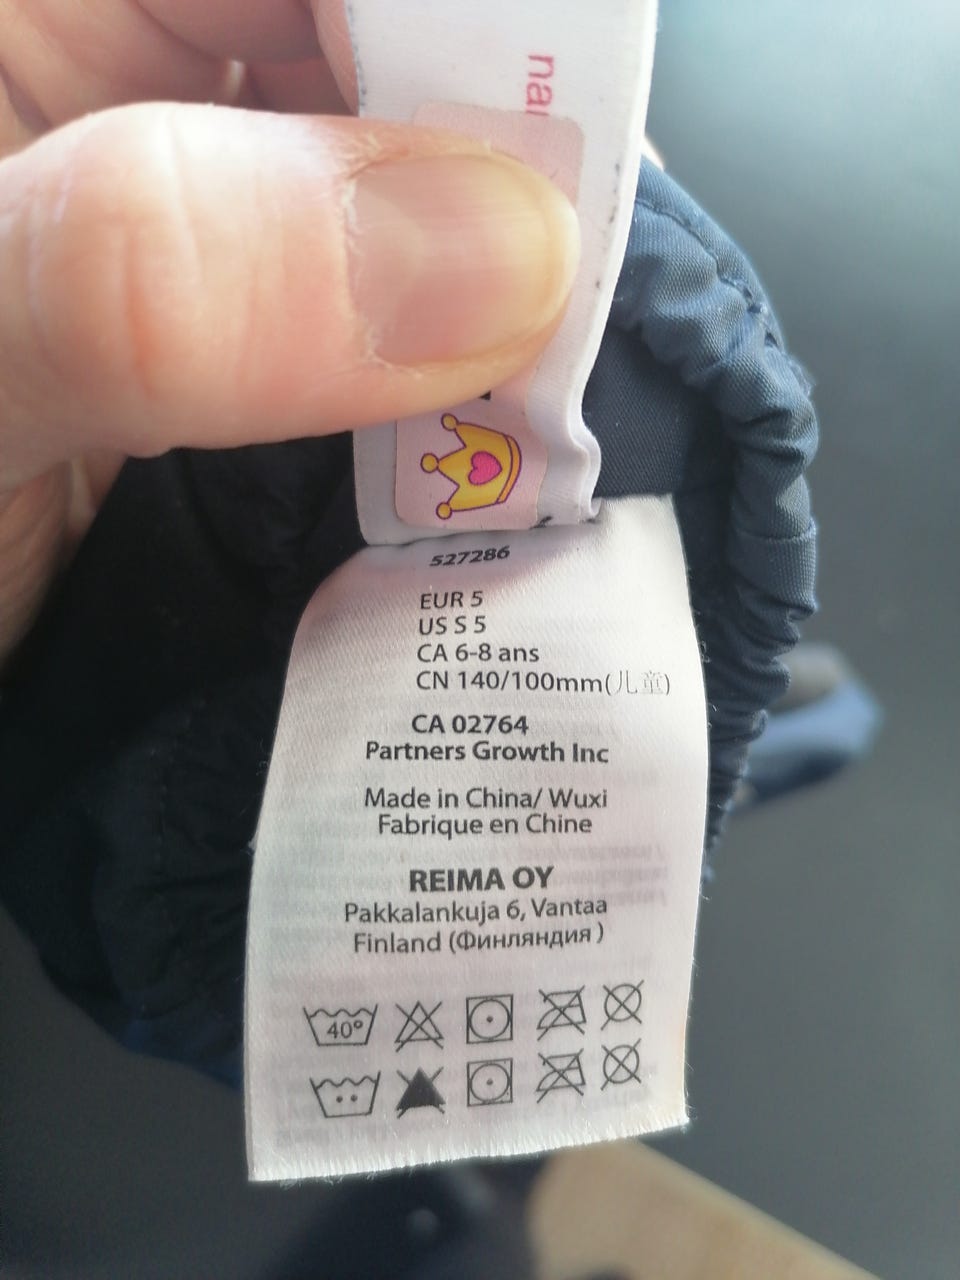 527286
EUR 5
US S 5
CA 6-8 ans
CN 140/100mm(儿童)
CA 02764
Partners Growth Inc
Made in China/ Wuxi
Fabrique en Chine
REIMA OY
Pakkalankuja 6, Vantaa
Finland (Финляндия )
40°